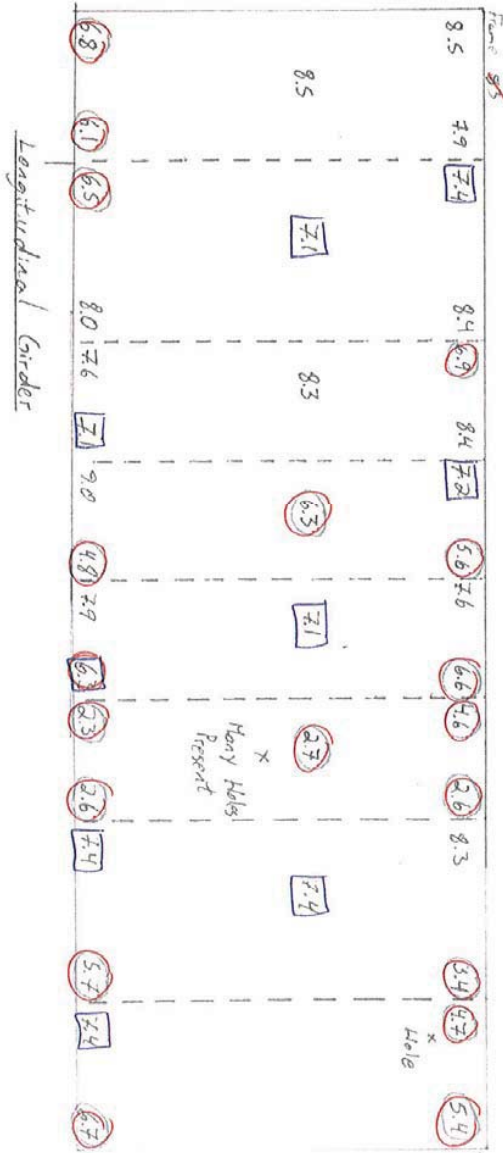 Frame
8.5 7.9 7.4 8.4 6.9 8.4 7.2 5.6 7.6 6.6 4.6 2.6 8.3 3.4 4.7 5.4
x
Hole
8.5 7.1 8.3 6.3 7.1 2.7 7.4
x
Many Holes
Present
6.8 6.1 6.5 8.0 7.6 7.1 9.0 4.8 7.9 2.3 2.6 7.4 5.7 7.4 6.7
Longitudinal Girder